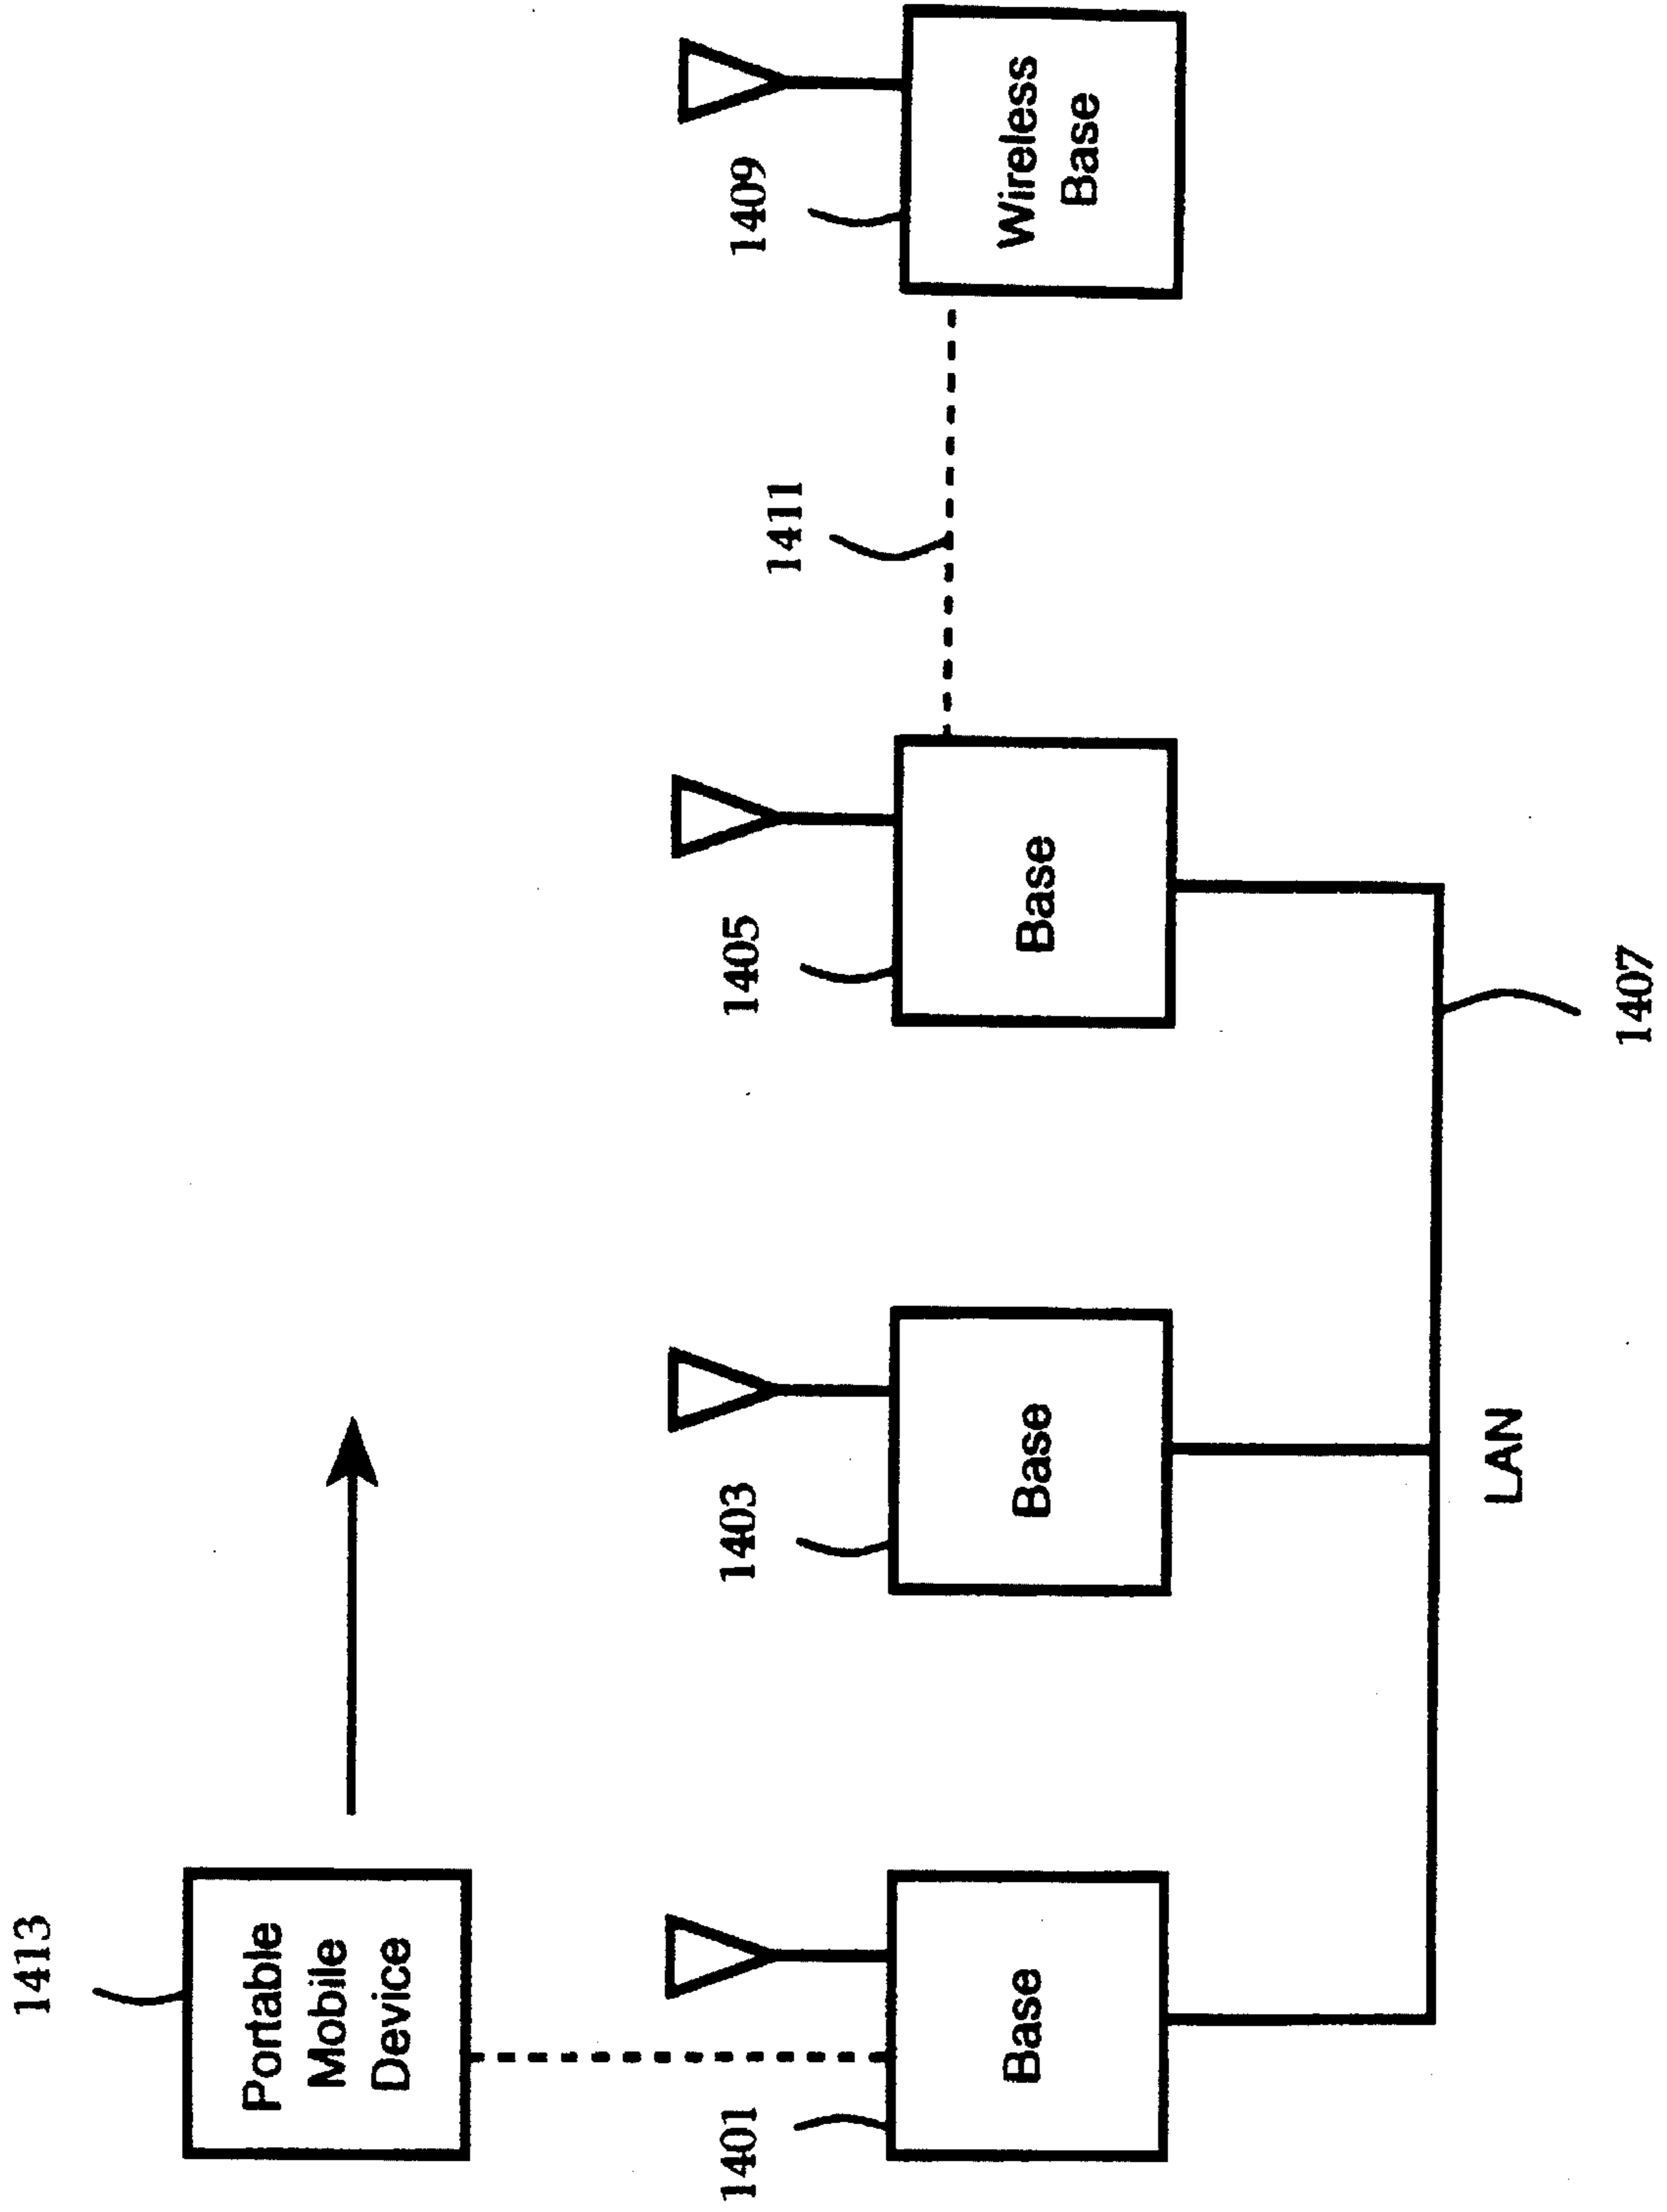 1413
Portable
Mobile
Device
1401
Base
1403
Base
1405
Base
1411
1409
Wireless
Base
LAN
1407